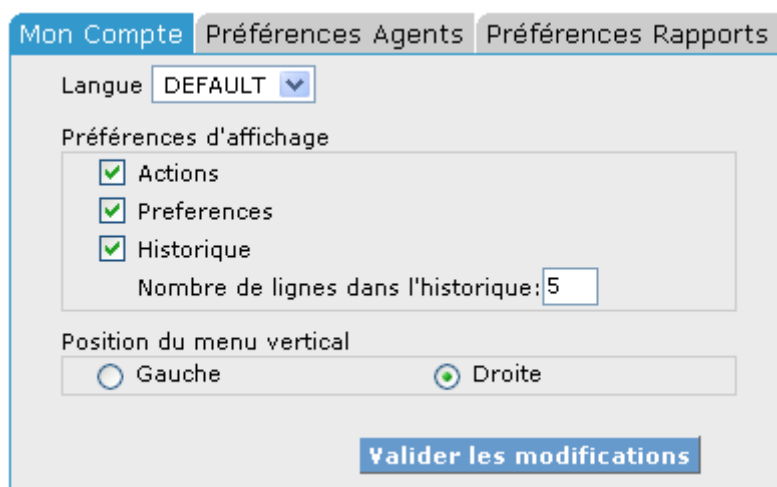 Mon Compte Préférences Agents Préférences Rapports
Langue DEFAULT
Préférences d'affichage
Actions
Preferences
Historique
Nombre de lignes dans l'historique: 5
Position du menu vertical
Gauche Droite
Valider les modifications